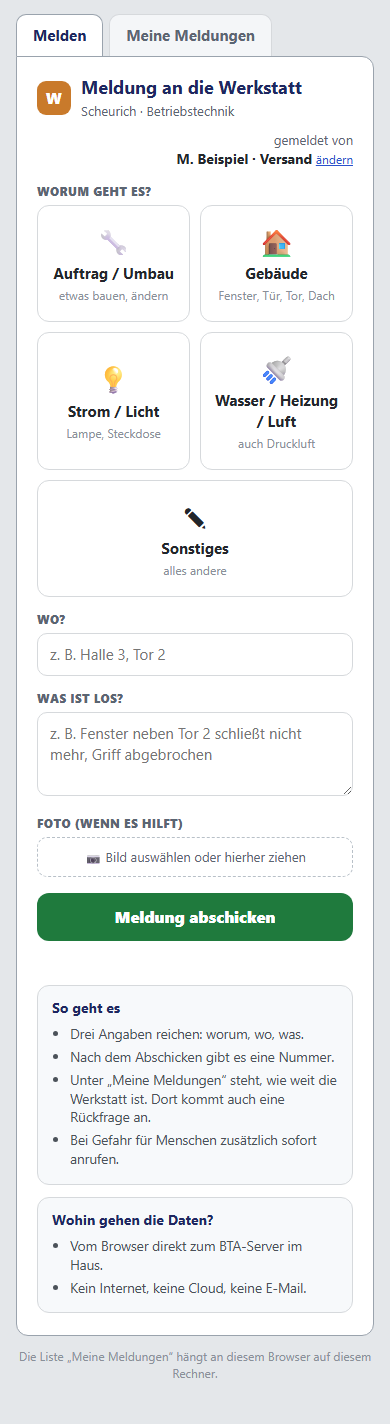 Melden
Meine Meldungen
W
Meldung an die Werkstatt
Scheurich · Betriebstechnik
gemeldet von
M. Beispiel · Versand ändern
WORUM GEHT ES?
Auftrag / Umbau
etwas bauen, ändern
Gebäude
Fenster, Tür, Tor, Dach
Strom / Licht
Lampe, Steckdose
Wasser / Heizung
/ Luft
auch Druckluft
Sonstiges
alles andere
WO?
z. B. Halle 3, Tor 2
WAS IST LOS?
z. B. Fenster neben Tor 2 schließt nicht
mehr, Griff abgebrochen
FOTO (WENN ES HILFT)
Bild auswählen oder hierher ziehen
Meldung abschicken
So geht es
• Drei Angaben reichen: worum, wo, was.
• Nach dem Abschicken gibt es eine Nummer.
• Unter „Meine Meldungen“ steht, wie weit die
Werkstatt ist. Dort kommt auch eine
Rückfrage an.
• Bei Gefahr für Menschen zusätzlich sofort
anrufen.
Wohin gehen die Daten?
• Vom Browser direkt zum BTA-Server im
Haus.
• Kein Internet, keine Cloud, keine E-Mail.
Die Liste „Meine Meldungen“ hängt an diesem Browser auf diesem
Rechner.